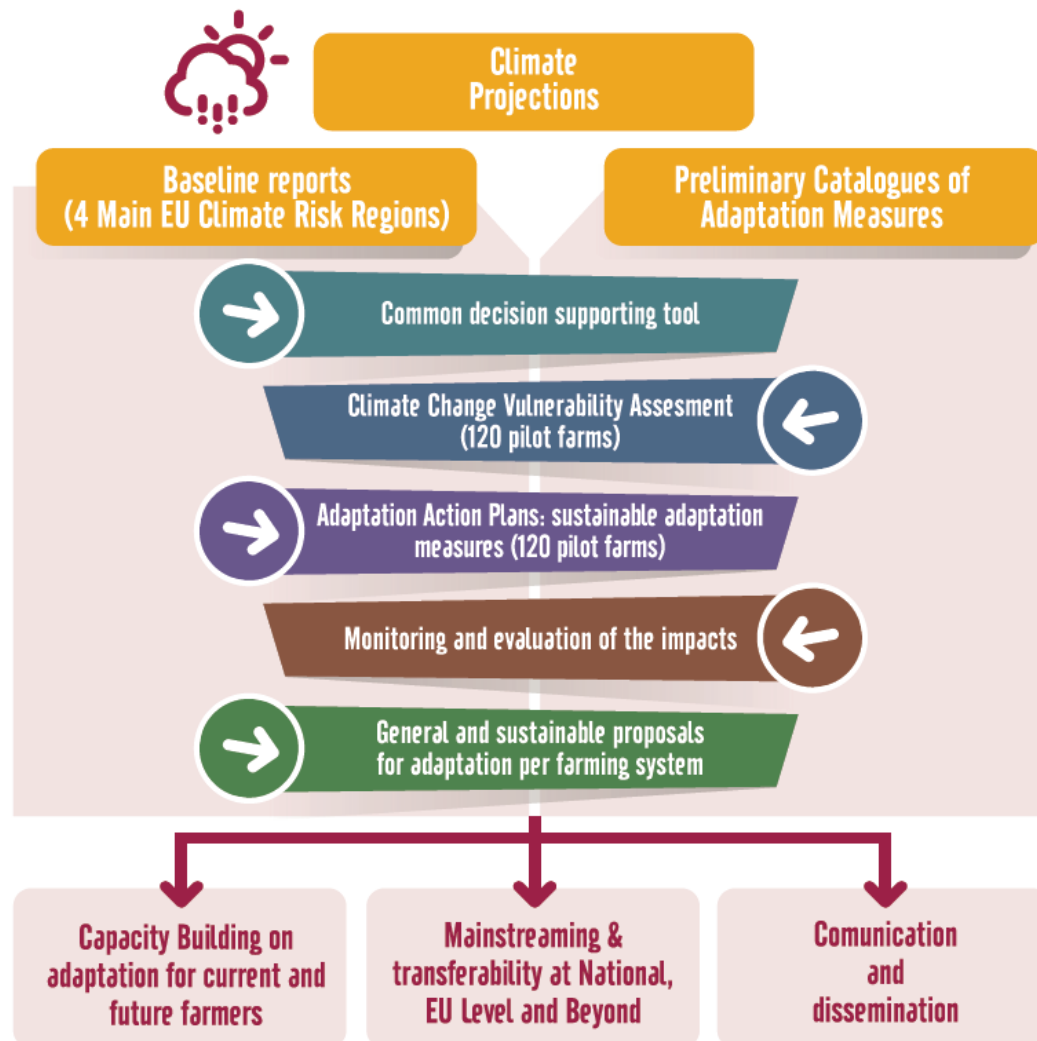 Climate
Projections
Baseline reports
(4 Main EU Climate Risk Regions)
Preliminary Catalogues of
Adaptation Measures
Common decision supporting tool
Climate Change Vulnerability Assesment
(120 pilot farms)
Adaptation Action Plans: sustainable adaptation
measures (120 pilot farms)
Monitoring and evaluation of the impacts
General and sustainable proposals
for adaptation per farming system
Capacity Building on
adaptation for current and
future farmers
Mainstreaming &
transferability at National,
EU Level and Beyond
Comunication
and
dissemination